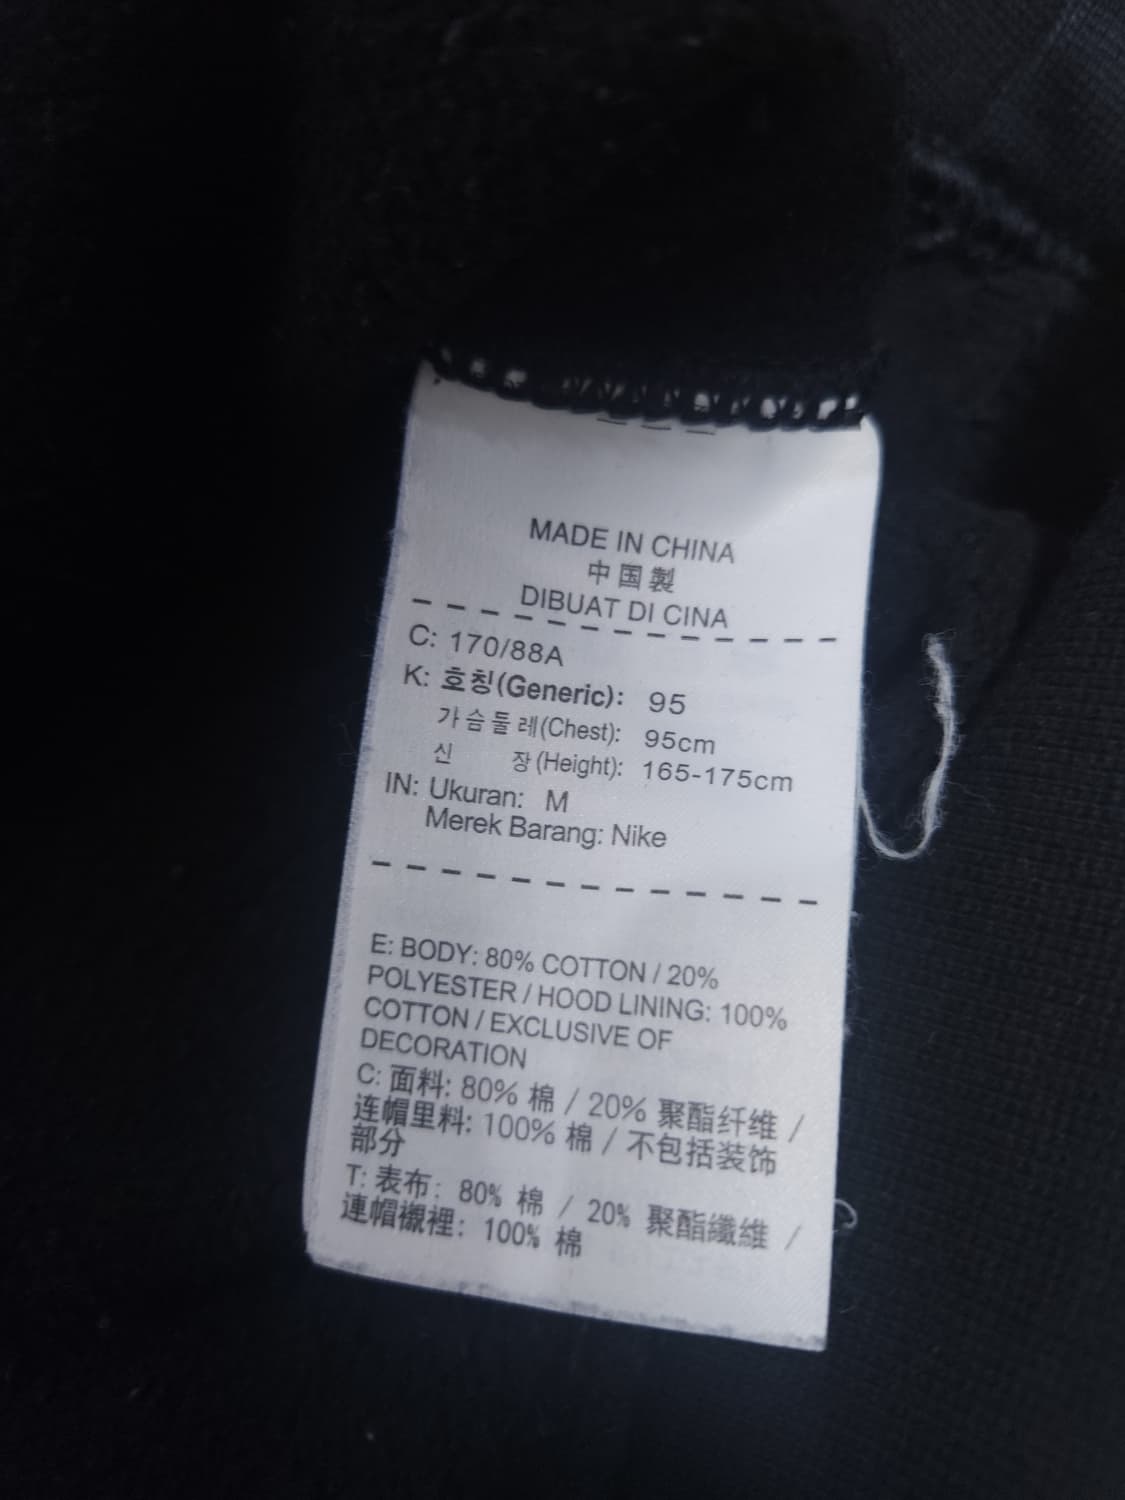 MADE IN CHINA
中国製
DIBUAT DI CINA
C: 170/88A
K: 호칭(Generic): 95
가슴둘레(Chest): 95cm
신 장(Height): 165-175cm
IN: Ukuran: M
Merek Barang: Nike
E: BODY: 80% COTTON / 20%
POLYESTER / HOOD LINING: 100%
COTTON / EXCLUSIVE OF
DECORATION
C: 面料: 80% 棉 / 20% 聚酯纤维 /
连帽里料: 100% 棉 / 不包括装饰
部分
T: 表布: 80% 棉 / 20% 聚酯纖維 /
連帽襯裡: 100% 棉